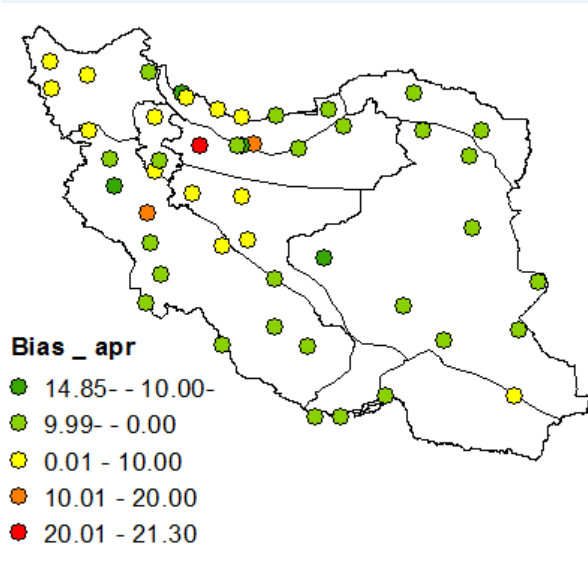 Bias _ apr
14.85- - 10.00-
9.99- - 0.00
0.01 - 10.00
10.01 - 20.00
20.01 - 21.30